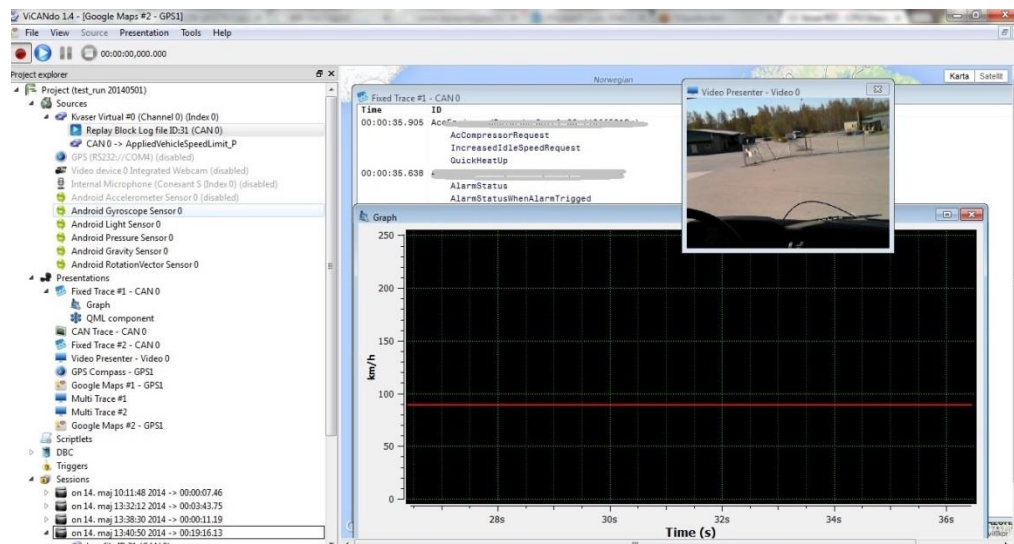 ViCANdo 1.4 - [Google Maps #2 - GPS1]
File View Source Presentation Tools Help
00:00:00,000.000
Project explorer
Project (test_run 20140501)
Sources
Kvaser Virtual #0 (Channel 0) (Index 0)
Replay Block Log file ID:31 (CAN 0)
CAN 0 -> AppliedVehicleSpeedLimit_P
GPS (RS232://COM4) (disabled)
Video device 0 Integrated Webcam (disabled)
Internal Microphone (Conexant S (Index 0) (disabled)
Android Accelerometer Sensor 0 (disabled)
Android Gyroscope Sensor 0
Android Light Sensor 0
Android Pressure Sensor 0
Android Gravity Sensor 0
Android RotationVector Sensor 0
Presentations
Fixed Trace #1 - CAN 0
Graph
QML component
CAN Trace - CAN 0
Fixed Trace #2 - CAN 0
Video Presenter - Video 0
GPS Compass - GPS1
Google Maps #1 - GPS1
Multi Trace #1
Multi Trace #2
Google Maps #2 - GPS1
Scriptlets
DBC
Triggers
Sessions
on 14. maj 10:11:48 2014 -> 00:00:07.46
on 14. maj 13:32:12 2014 -> 00:03:43.75
on 14. maj 13:38:30 2014 -> 00:00:11.19
on 14. maj 13:40:50 2014 -> 00:19:16.13
Norwegian
Karta Satellit
Fixed Trace #1 - CAN 0
Time ID
00:00:35.905
AcCompressorRequest
IncreasedIdleSpeedRequest
QuickHeatUp
00:00:35.638
AlarmStatus
AlarmStatusWhenAlarmTriggered
Video Presenter - Video 0
Graph
250
200
150
100
50
0
km/h
28s 30s 32s 34s 36s
Time (s)